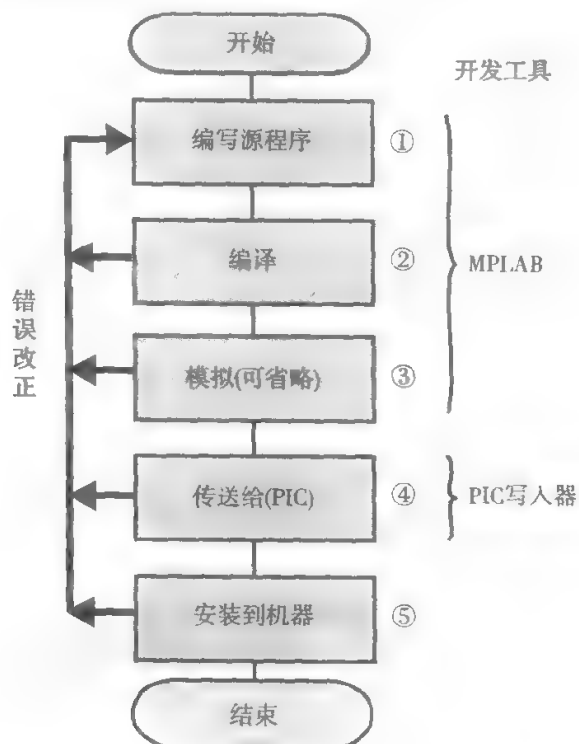 开始
开发工具
编写源程序 ①
编译 ②
MPLAB
模拟(可省略) ③
错误改正
传送给(PIC) ④
PIC写入器
安装到机器 ⑤
结束